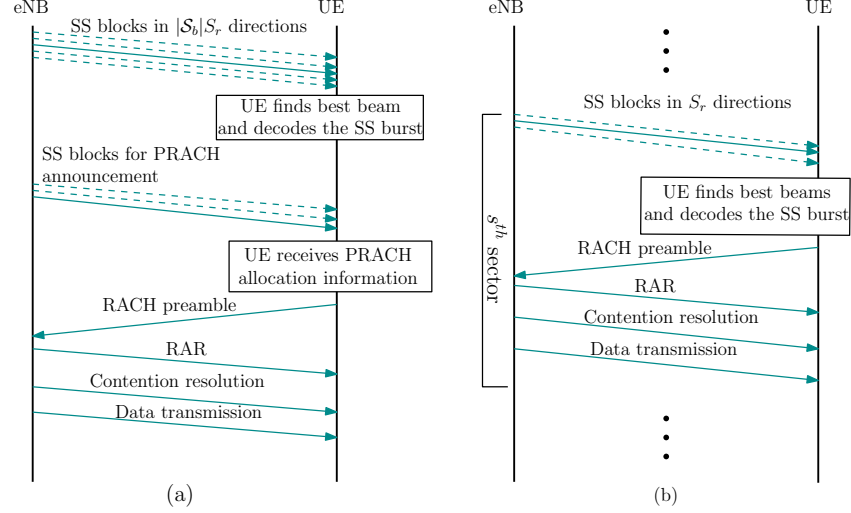 eNB
UE
SS blocks in |𝒮_b|S_r directions
UE finds best beam
and decodes the SS burst
SS blocks for PRACH
announcement
UE receives PRACH
allocation information
RACH preamble
RAR
Contention resolution
Data transmission
(a)
eNB
UE
SS blocks in S_r directions
UE finds best beams
and decodes the SS burst
s^{th} sector
RACH preamble
RAR
Contention resolution
Data transmission
(b)